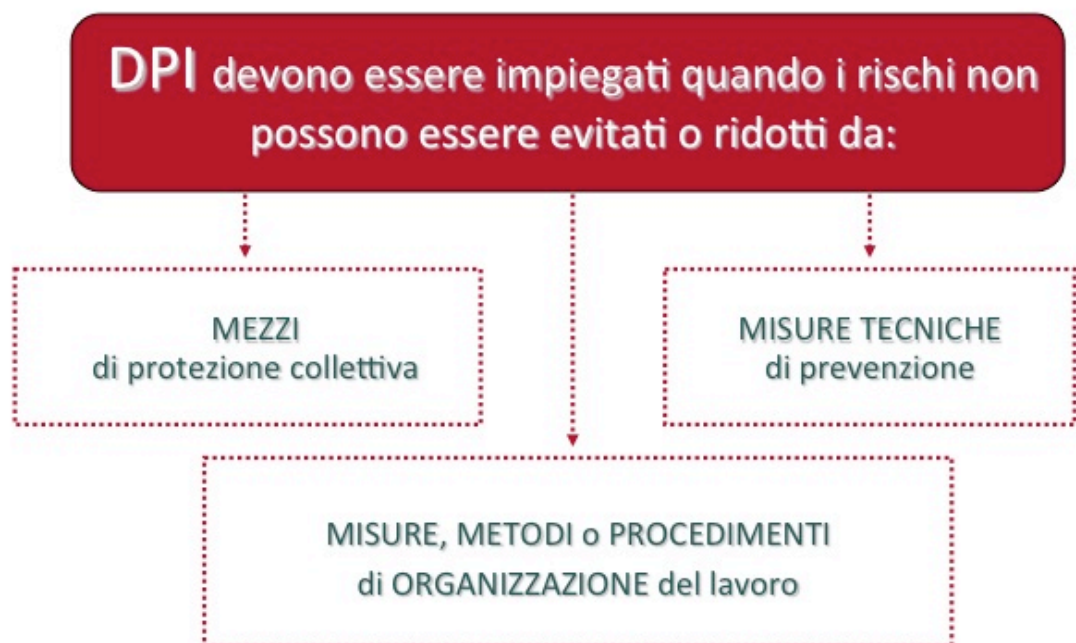 DPI devono essere impiegati quando i rischi non
possono essere evitati o ridotti da:
MEZZI
di protezione collettiva
MISURE TECNICHE
di prevenzione
MISURE, METODI o PROCEDIMENTI
di ORGANIZZAZIONE del lavoro